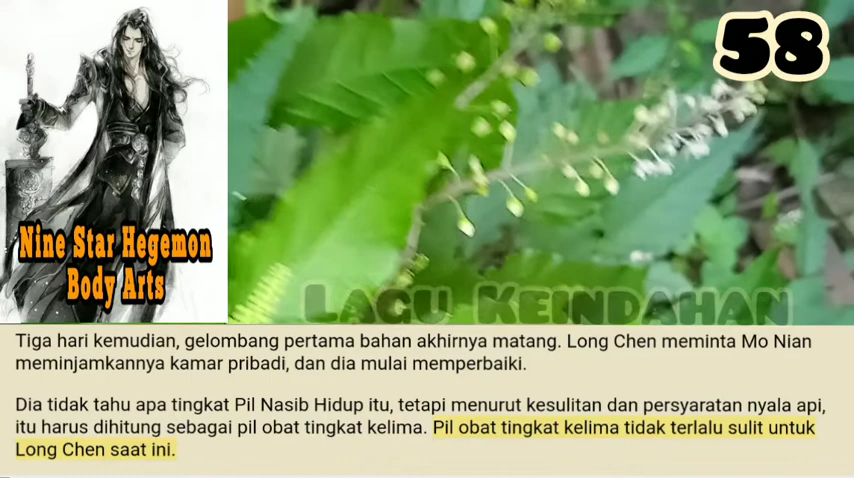 58
Nine Star Hegemon
Body Arts
LAGU KEINDAHAN
Tiga hari kemudian, gelombang pertama bahan akhirnya matang. Long Chen meminta Mo Nian
meminjamkannya kamar pribadi, dan dia mulai memperbaiki.
Dia tidak tahu apa tingkat Pil Nasib Hidup itu, tetapi menurut kesulitan dan persyaratan nyala api,
itu harus dihitung sebagai pil obat tingkat kelima. Pil obat tingkat kelima tidak terlalu sulit untuk
Long Chen saat ini.